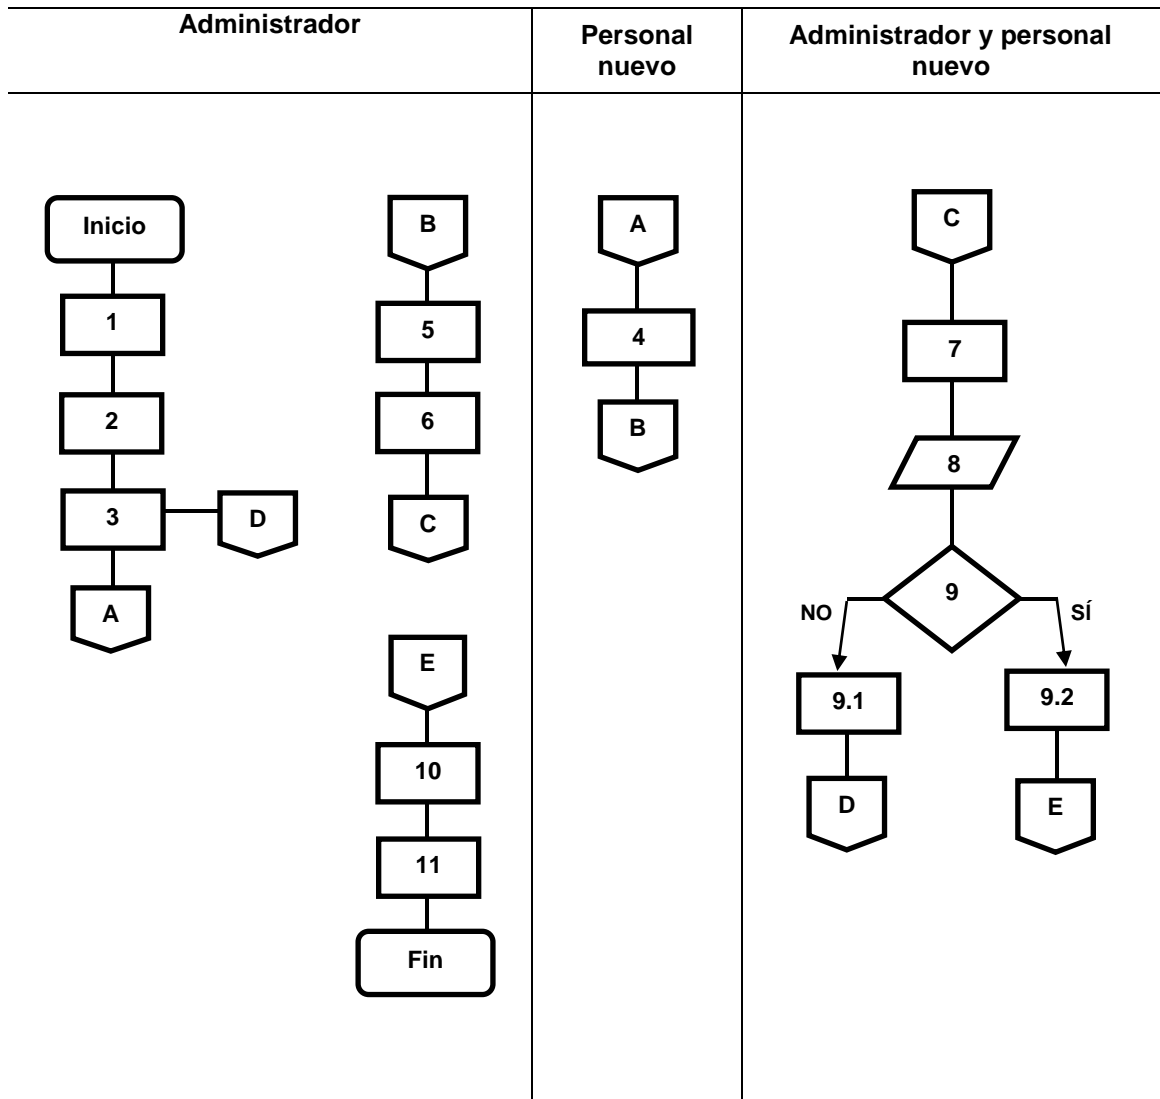 Administrador
Personal
nuevo
Administrador y personal
nuevo
Inicio
1
2
3
D
A
B
5
6
C
E
10
11
Fin
A
4
B
C
7
8
9
NO
SÍ
9.1
9.2
D
E